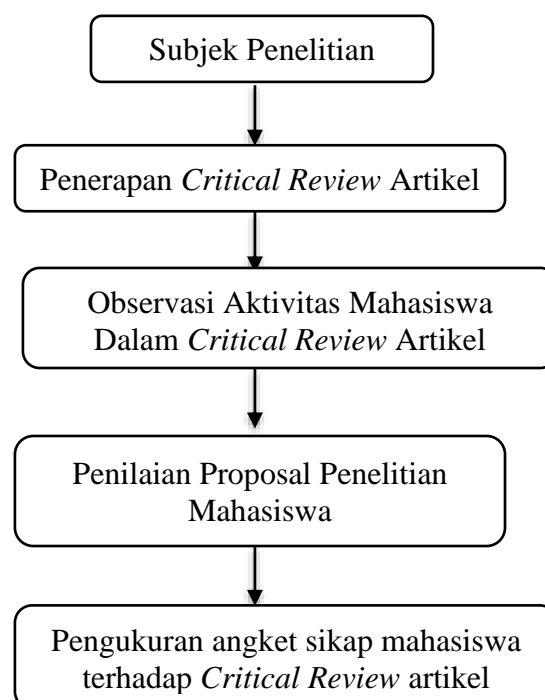 Subjek Penelitian
Penerapan Critical Review Artikel
Observasi Aktivitas Mahasiswa
Dalam Critical Review Artikel
Penilaian Proposal Penelitian
Mahasiswa
Pengukuran angket sikap mahasiswa
terhadap Critical Review artikel